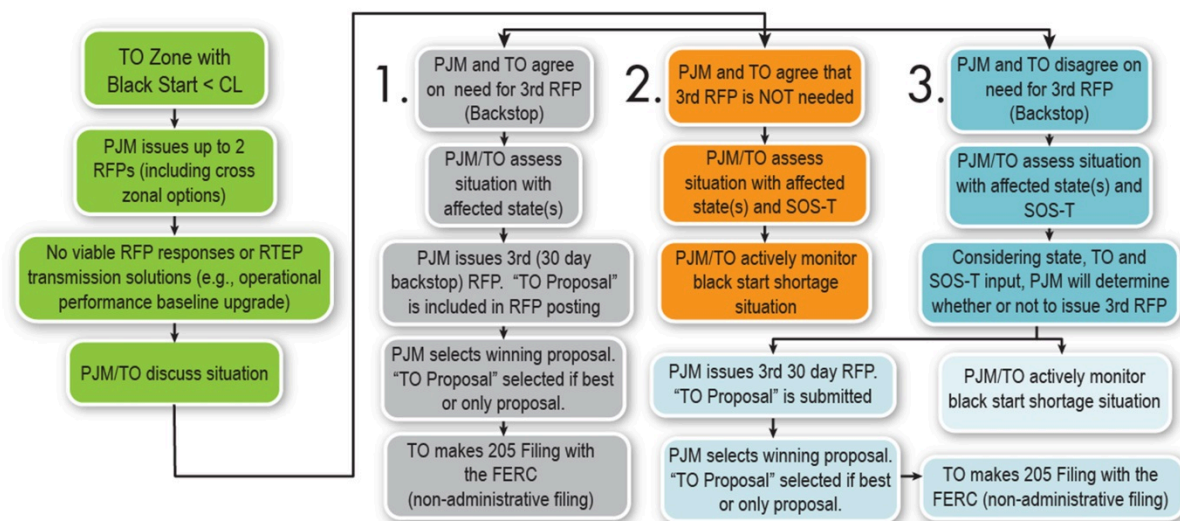 TO Zone with
Black Start < CL
PJM issues up to 2
RFPs (including cross
zonal options)
No viable RFP responses or RTEP
transmission solutions (e.g., operational
performance baseline upgrade)
PJM/TO discuss situation
1.
PJM and TO agree
on need for 3rd RFP
(Backstop)
PJM/TO assess
situation with
affected state(s)
PJM issues 3rd (30 day
backstop) RFP. “TO Proposal”
is included in RFP posting
PJM selects winning proposal.
“TO Proposal” selected if best
or only proposal.
TO makes 205 Filing with
the FERC
(non-administrative filing)
2.
PJM and TO agree that
3rd RFP is NOT needed
PJM/TO assess
situation with affected
state(s) and SOS-T
PJM/TO actively monitor
black start shortage
situation
3.
PJM and TO disagree on
need for 3rd RFP
(Backstop)
PJM/TO assess situation
with affected state(s) and
SOS-T
Considering state, TO and
SOS-T input, PJM will determine
whether or not to issue 3rd RFP
PJM issues 3rd 30 day RFP.
“TO Proposal” is submitted
PJM selects winning proposal.
“TO Proposal” selected if best
or only proposal.
TO makes 205 Filing with the
FERC (non-administrative filing)
PJM/TO actively monitor
black start shortage situation